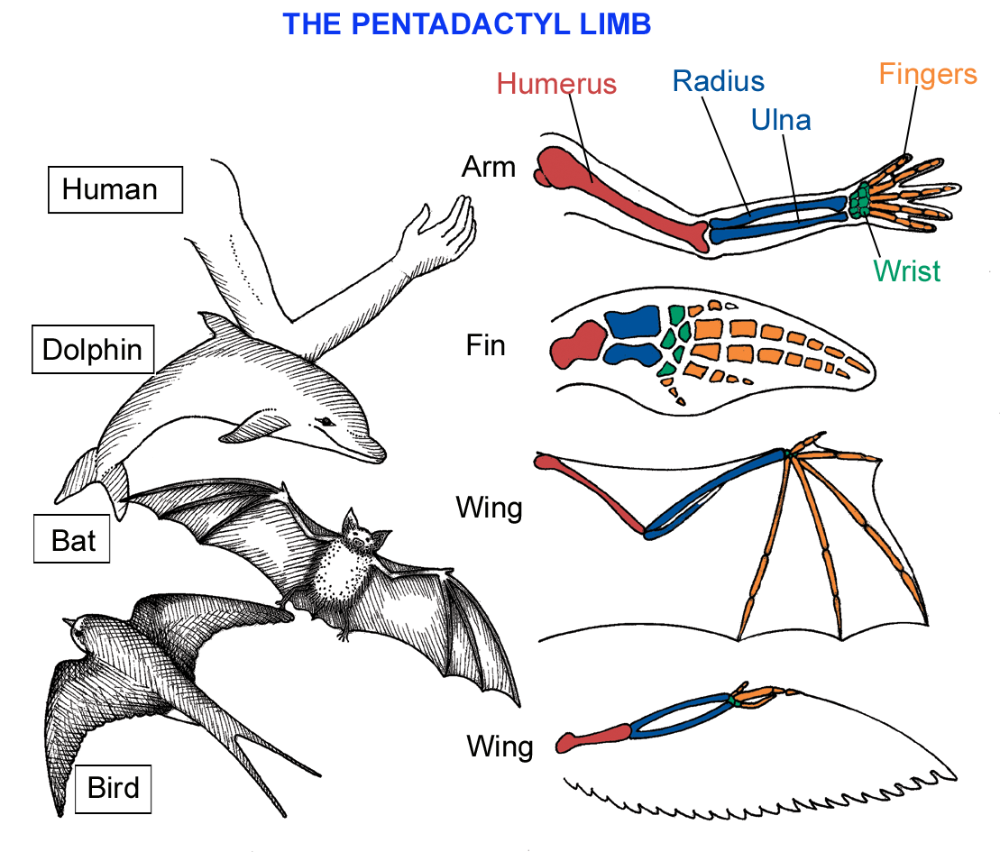 THE PENTADACTYL LIMB
Humerus
Radius
Ulna
Fingers
Human
Arm
Wrist
Dolphin
Fin
Bat
Wing
Bird
Wing